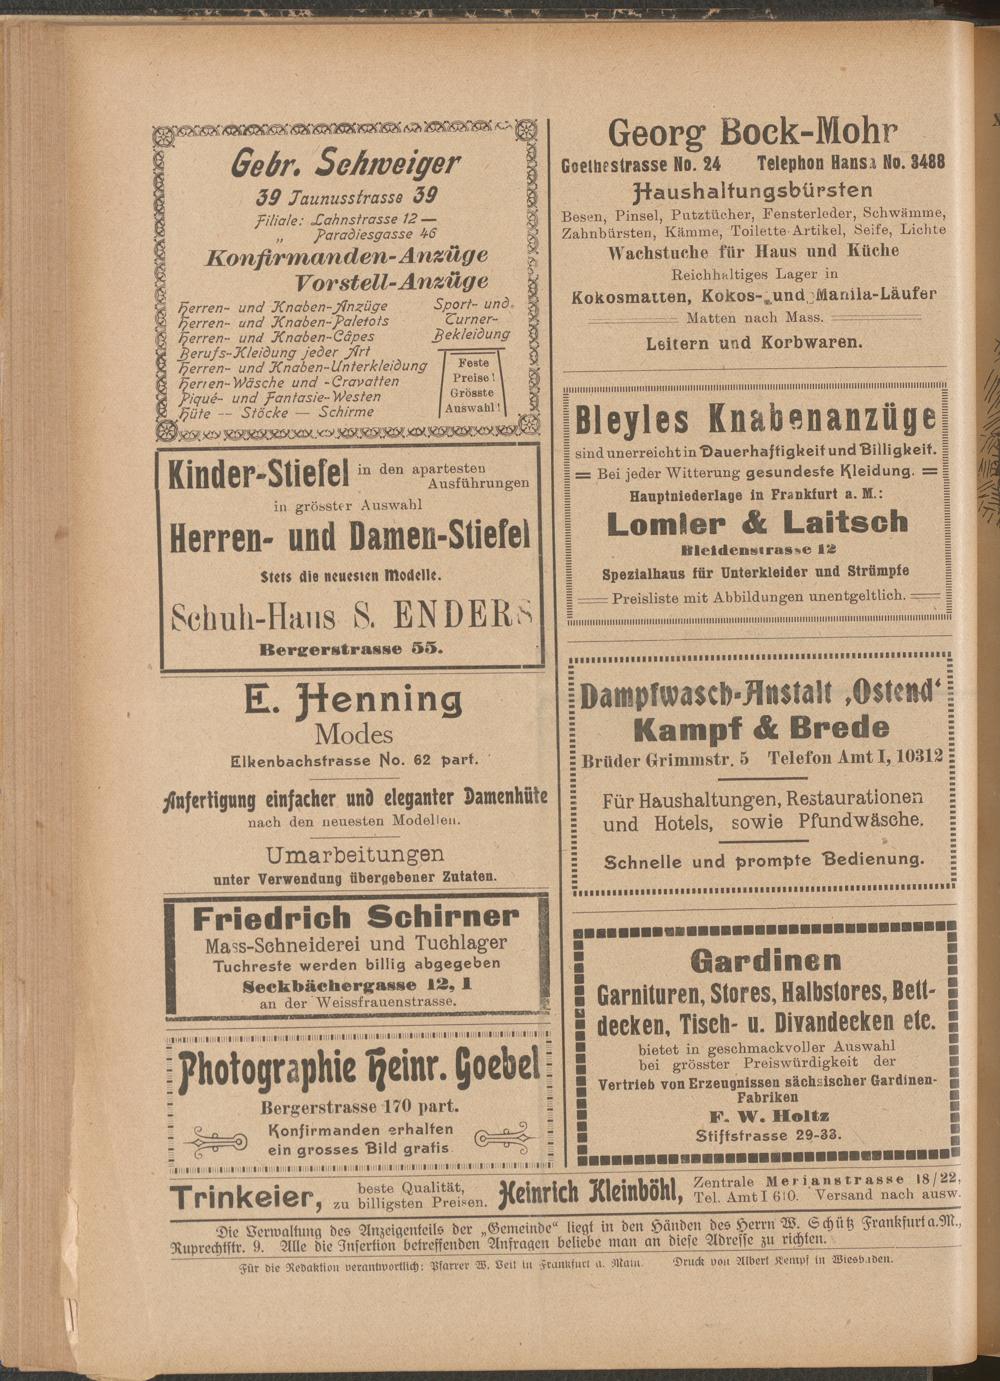 Gebr. Schweiger
39 Taunusstrasse 39
Filiale: Lahnstrasse 12 —
„ Paradiesgasse 46
Konfirmanden-Anzüge
Vorstell-Anzüge
Herren- und Knaben-Anzüge
Herren- und Knaben-Paletots
Herren- und Knaben-Câpes
Berufs-Kleidung jeder Art
Herren- und Knaben-Unterkleidung
Herren-Wäsche und -Cravatten
Piqué- und Fantasie-Westen
Hüte -- Stöcke — Schirme
Sport- und
Turner-
Bekleidung
Feste
Preise!
Grösste
Auswahl!
Kinder-Stiefel in den apartesten
Ausführungen
in grösster Auswahl
Herren- und Damen-Stiefel
Stets die neuesten Modelle.
Schuh-Haus S. ENDERS
Bergerstrasse 55.
E. Henning
Modes
Elkenbachstrasse No. 62 part.
Anfertigung einfacher und eleganter Damenhüte
nach den neuesten Modellen.
Umarbeitungen
unter Verwendung übergebener Zutaten.
Friedrich Schirner
Mass-Schneiderei und Tuchlager
Tuchreste werden billig abgegeben
Seckbächergasse 12, I
an der Weissfrauenstrasse.
Photographie Heinr. Goebel
Bergerstrasse 170 part.
Konfirmanden erhalten
ein grosses Bild gratis
Georg Bock-Mohr
Goethestrasse No. 24 Telephon Hansa No. 3488
Haushaltungsbürsten
Besen, Pinsel, Putztücher, Fensterleder, Schwämme,
Zahnbürsten, Kämme, Toilette-Artikel, Seife, Lichte
Wachstuche für Haus und Küche
Reichhaltiges Lager in
Kokosmatten, Kokos- und Manila-Läufer
Matten nach Mass.
Leitern und Korbwaren.
Bleyles Knabenanzüge
sind unerreicht in Dauerhaftigkeit und Billigkeit.
Bei jeder Witterung gesundeste Kleidung.
Hauptniederlage in Frankfurt a. M.:
Lomler & Laitsch
Bleidenstrasse 12
Spezialhaus für Unterkleider und Strümpfe
Preisliste mit Abbildungen unentgeltlich.
Dampfwasch-Anstalt ‚Ostend‘
Kampf & Brede
Brüder Grimmstr. 5 Telefon Amt I, 10312
Für Haushaltungen, Restaurationen
und Hotels, sowie Pfundwäsche.
Schnelle und prompte Bedienung.
Gardinen
Garnituren, Stores, Halbstores, Bett-
decken, Tisch- u. Divandecken etc.
bietet in geschmackvoller Auswahl
bei grösster Preiswürdigkeit der
Vertrieb von Erzeugnissen sächsischer Gardinen-
Fabriken
F. W. Holtz
Stiftstrasse 29-33.
Trinkeier, beste Qualität,
zu billigsten Preisen. Heinrich Kleinböhl, Zentrale Merianstrasse 18/22,
Tel. Amt I Versand nach ausw.
Die Verwaltung des Anzeigenteils der „Gemeinde“ liegt in den Händen des Herrn W. Schütz Frankfurt a. M.,
Ruprechtstr. 9. Alle die Insertion betreffenden Anfragen beliebe man an diese Adresse zu richten.
Für die Redaktion verantwortlich: Pfarrer W. Veit in Frankfurt a. Main. Druck von Albert Kempf in Wiesbaden.